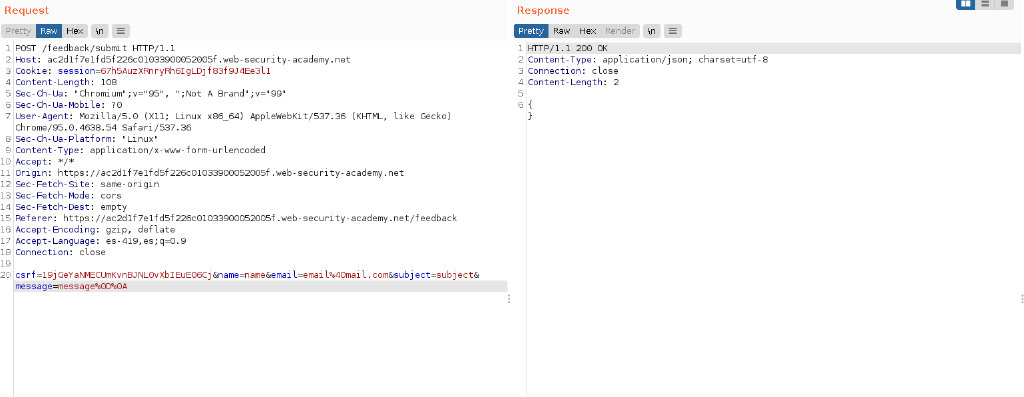 Request
Pretty Raw Hex \n
1 POST /feedback/submit HTTP/1.1
2 Host: ac2d1f7e1fd5f226c01033900052005f.web-security-academy.net
3 Cookie: session=67h5AuzXRnryRh6IgLDjf83f9J4Ee3l1
4 Content-Length: 108
5 Sec-Ch-Ua: "Chromium";v="95", ";Not A Brand";v="99"
6 Sec-Ch-Ua-Mobile: ?0
7 User-Agent: Mozilla/5.0 (X11; Linux x86_64) AppleWebKit/537.36 (KHTML, like Gecko)
Chrome/95.0.4638.54 Safari/537.36
8 Sec-Ch-Ua-Platform: "Linux"
9 Content-Type: application/x-www-form-urlencoded
10 Accept: */*
11 Origin: https://ac2d1f7e1fd5f226c01033900052005f.web-security-academy.net
12 Sec-Fetch-Site: same-origin
13 Sec-Fetch-Mode: cors
14 Sec-Fetch-Dest: empty
15 Referer: https://ac2d1f7e1fd5f226c01033900052005f.web-security-academy.net/feedback
16 Accept-Encoding: gzip, deflate
17 Accept-Language: es-419,es;q=0.9
18 Connection: close
19
20 csrf=19jGeYaNMECUmKvnBJNLOvXbIEuEO6Cj&name=name&email=email%40mail.com&subject=subject&
message=message%0D%0A
Response
Pretty Raw Hex Render \n
1 HTTP/1.1 200 OK
2 Content-Type: application/json; charset=utf-8
3 Connection: close
4 Content-Length: 2
5
6 {
}